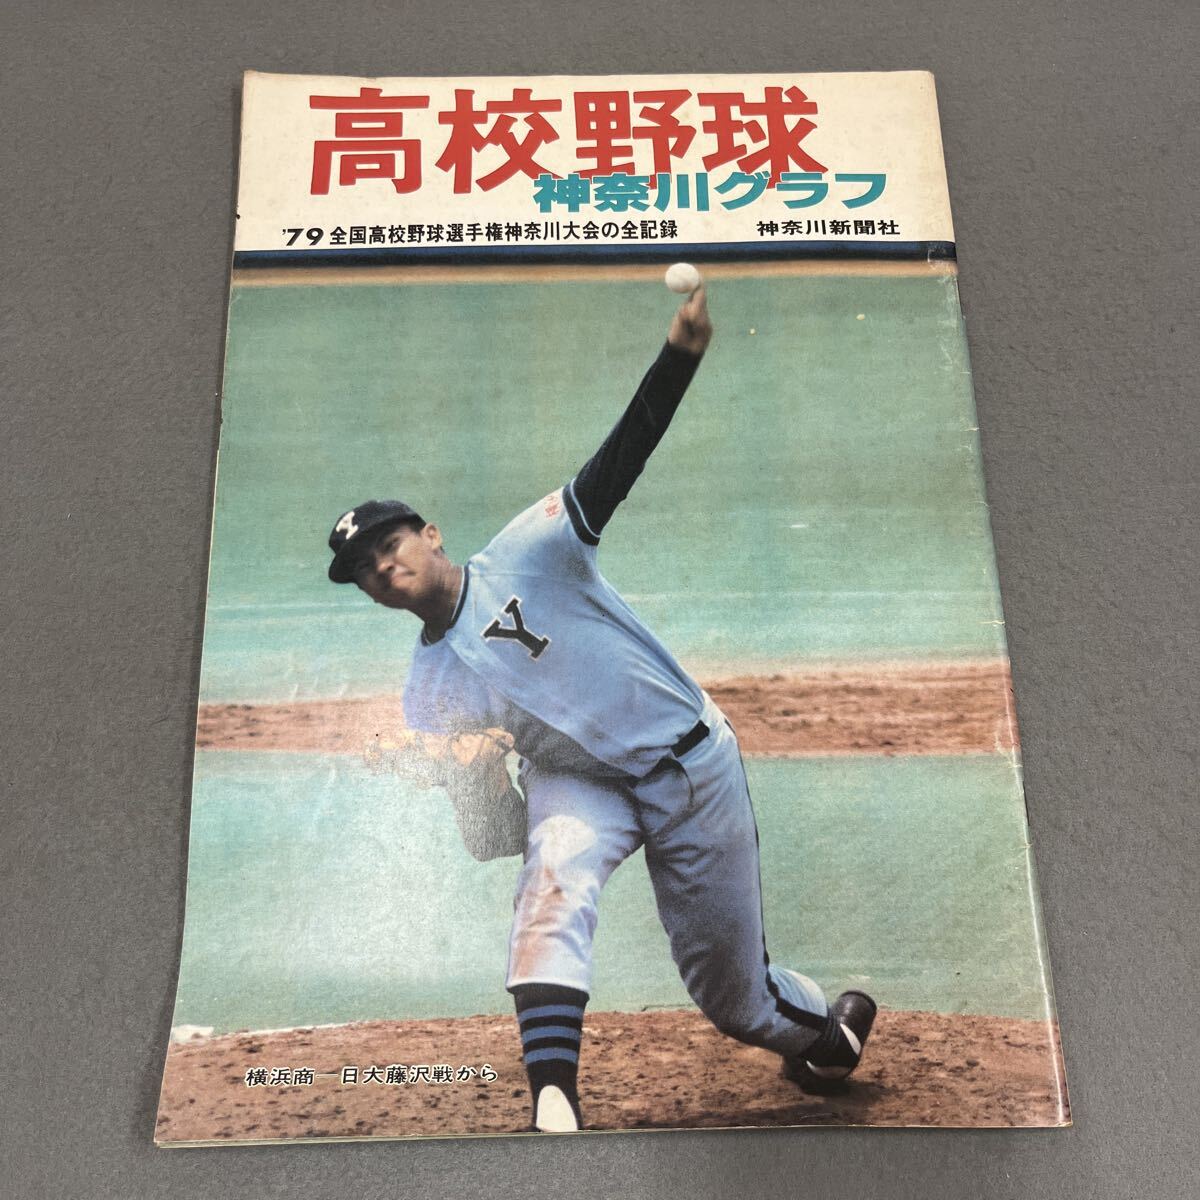 高校野球
神奈川グラフ
'79 全国高校野球選手権神奈川大会の全記録 神奈川新聞社
Y
Y
横浜商―日大藤沢戦から